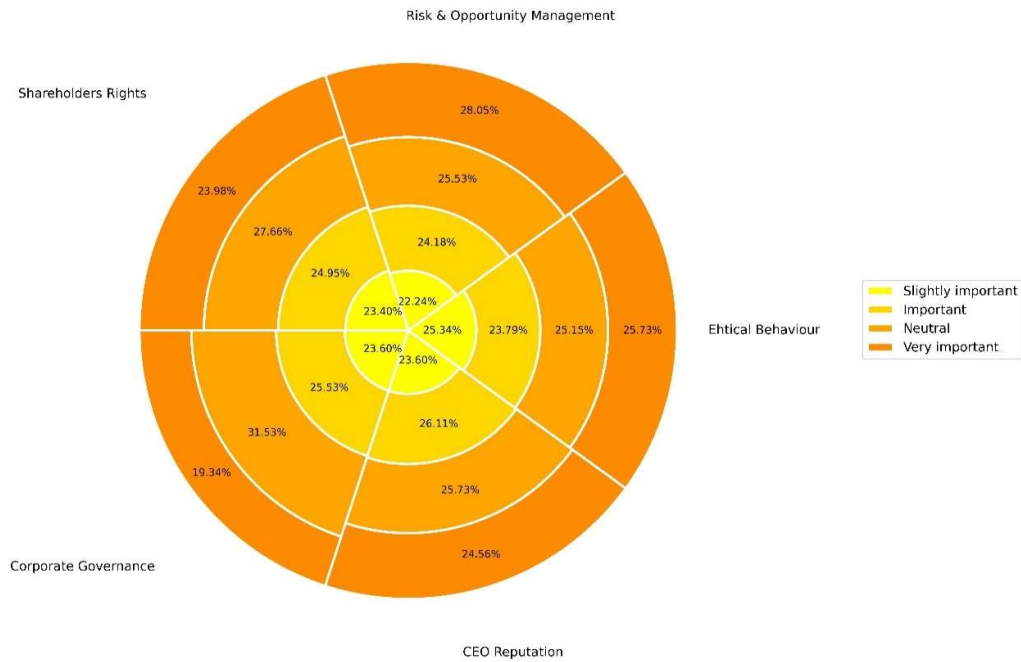 Risk & Opportunity Management
Shareholders Rights
28.05%
25.53%
23.98%
27.66%
24.18%
24.95%
22.24%
23.40%
25.34%
23.79%
25.15%
25.73%
Ehtical Behaviour
Slightly important
Important
Neutral
Very important
23.60%
23.60%
25.53%
26.11%
31.53%
19.34%
25.73%
24.56%
Corporate Governance
CEO Reputation